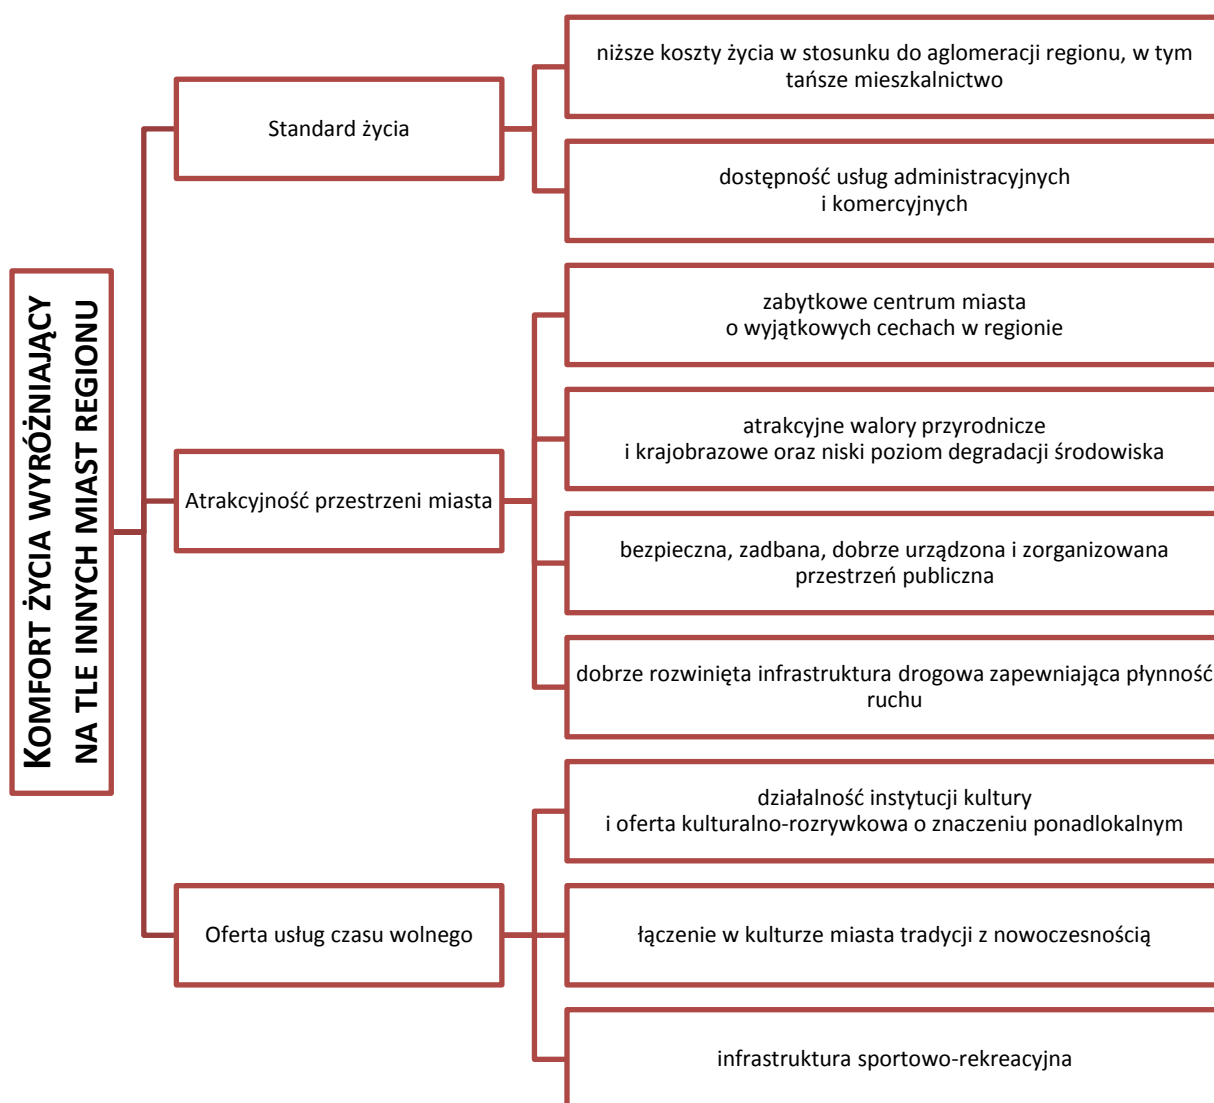 KOMFORT ŻYCIA WYRÓŻNIAJĄCY
NA TLE INNYCH MIAST REGIONU
Standard życia
niższe koszty życia w stosunku do aglomeracji regionu, w tym
tańsze mieszkalnictwo
dostępność usług administracyjnych
i komercyjnych
Atrakcyjność przestrzeni miasta
zabytkowe centrum miasta
o wyjątkowych cechach w regionie
atrakcyjne walory przyrodnicze
i krajobrazowe oraz niski poziom degradacji środowiska
bezpieczna, zadbana, dobrze urządzona i zorganizowana
przestrzeń publiczna
dobrze rozwinięta infrastruktura drogowa zapewniająca płynność
ruchu
Oferta usług czasu wolnego
działalność instytucji kultury
i oferta kulturalno-rozrywkowa o znaczeniu ponadlokalnym
łączenie w kulturze miasta tradycji z nowoczesnością
infrastruktura sportowo-rekreacyjna